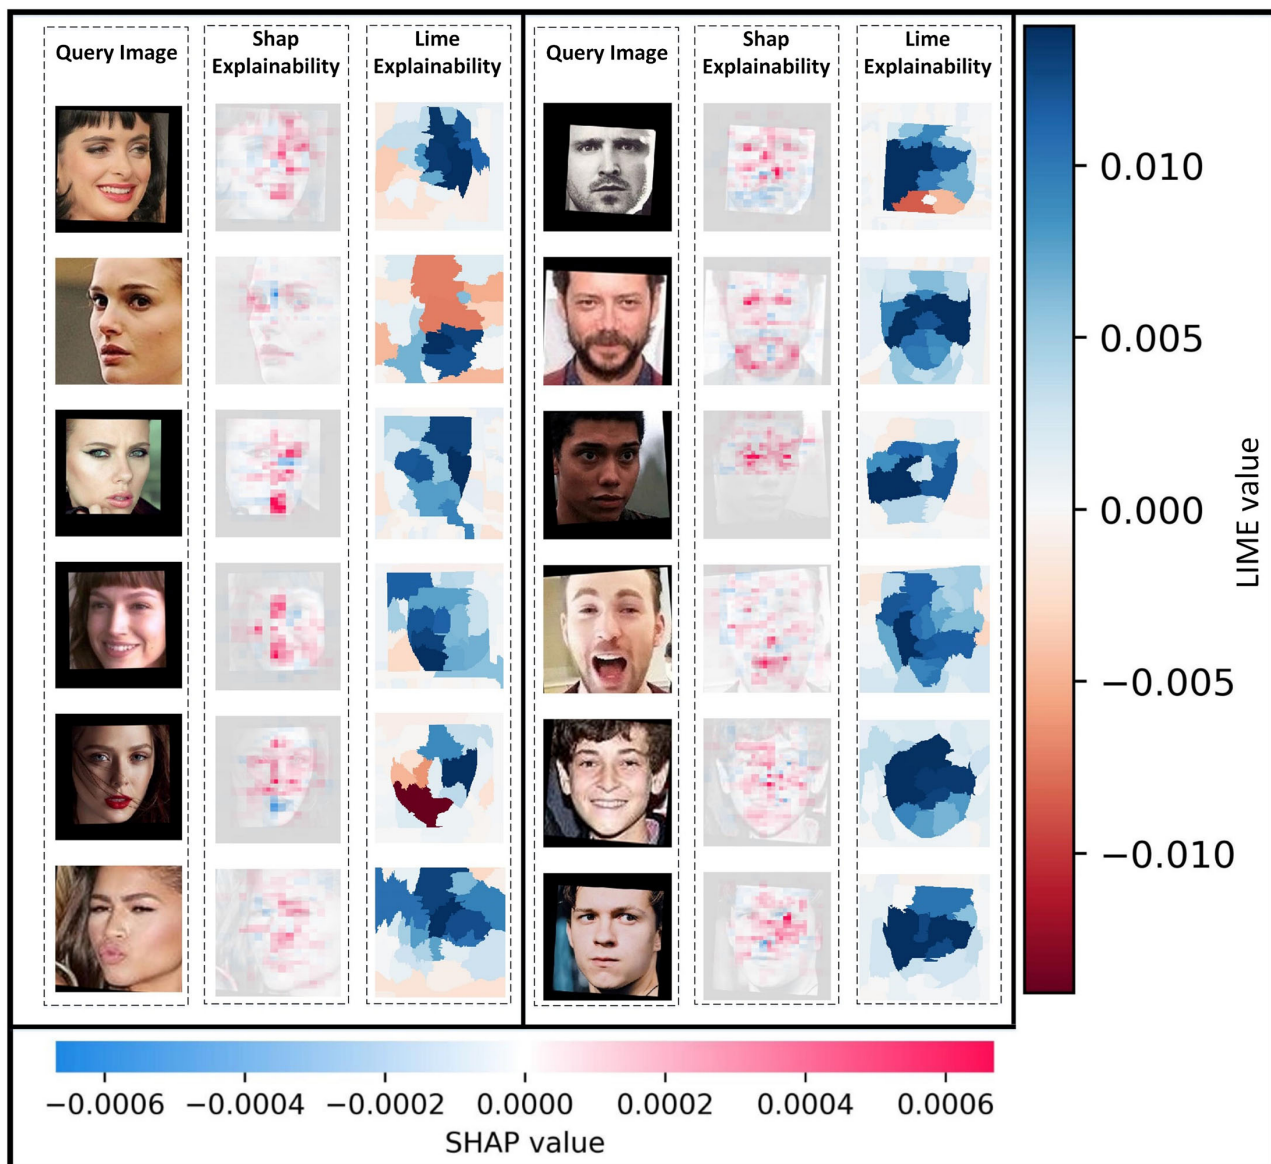 Query Image
Shap
Explainability
Lime
Explainability
Query Image
Shap
Explainability
Lime
Explainability
0.010
0.005
0.000
−0.005
−0.010
LIME value
−0.0006 −0.0004 −0.0002 0.0000 0.0002 0.0004 0.0006
SHAP value